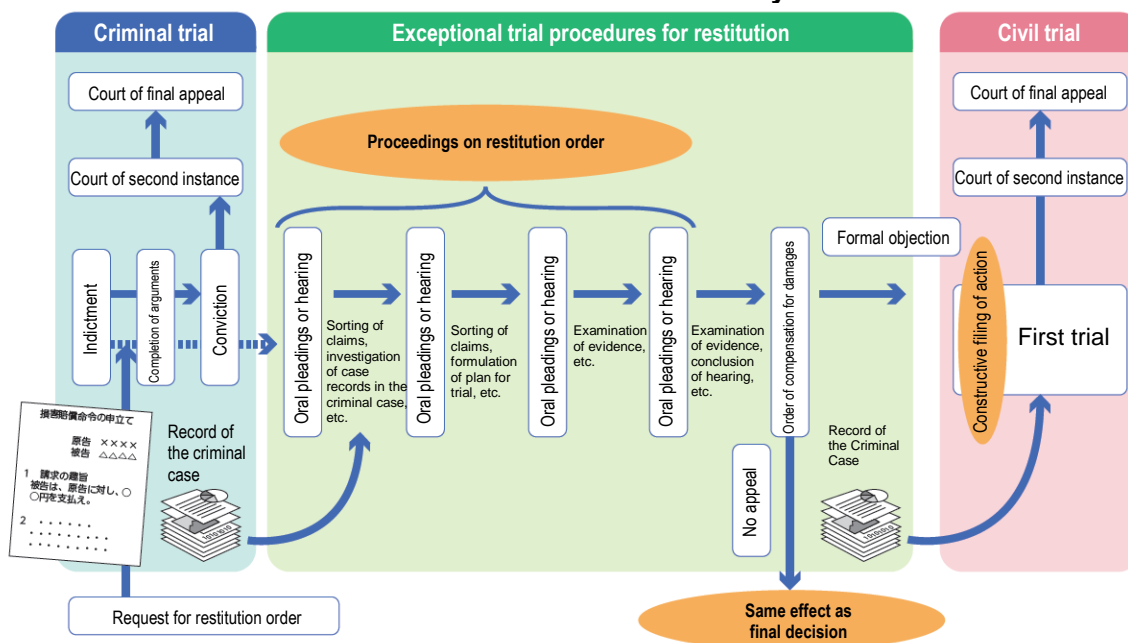 Criminal trial
Exceptional trial procedures for restitution
Civil trial
Court of final appeal
Court of second instance
Indictment
Completion of arguments
Conviction
損害賠償命令の申立て
原告 ××××
被告 △△△△
1 請求の趣旨
被告は、原告に対し、○
○円を支払え。
2 . . . . . . .
. . . . . . . . .
. . . . . . . . .
Record of
the criminal
case
1010101
Request for restitution order
Proceedings on restitution order
Oral pleadings or hearing
Sorting of
claims,
investigation
of case
records in the
criminal case,
etc.
Oral pleadings or hearing
Sorting of
claims,
formulation
of plan for
trial, etc.
Oral pleadings or hearing
Examination
of evidence,
etc.
Oral pleadings or hearing
Examination
of evidence,
conclusion
of hearing,
etc.
Order of compensation for damages
No appeal
Same effect as
final decision
Formal objection
Record of
the Criminal
Case
1010101
Court of final appeal
Court of second instance
Constructive filing of action
First trial